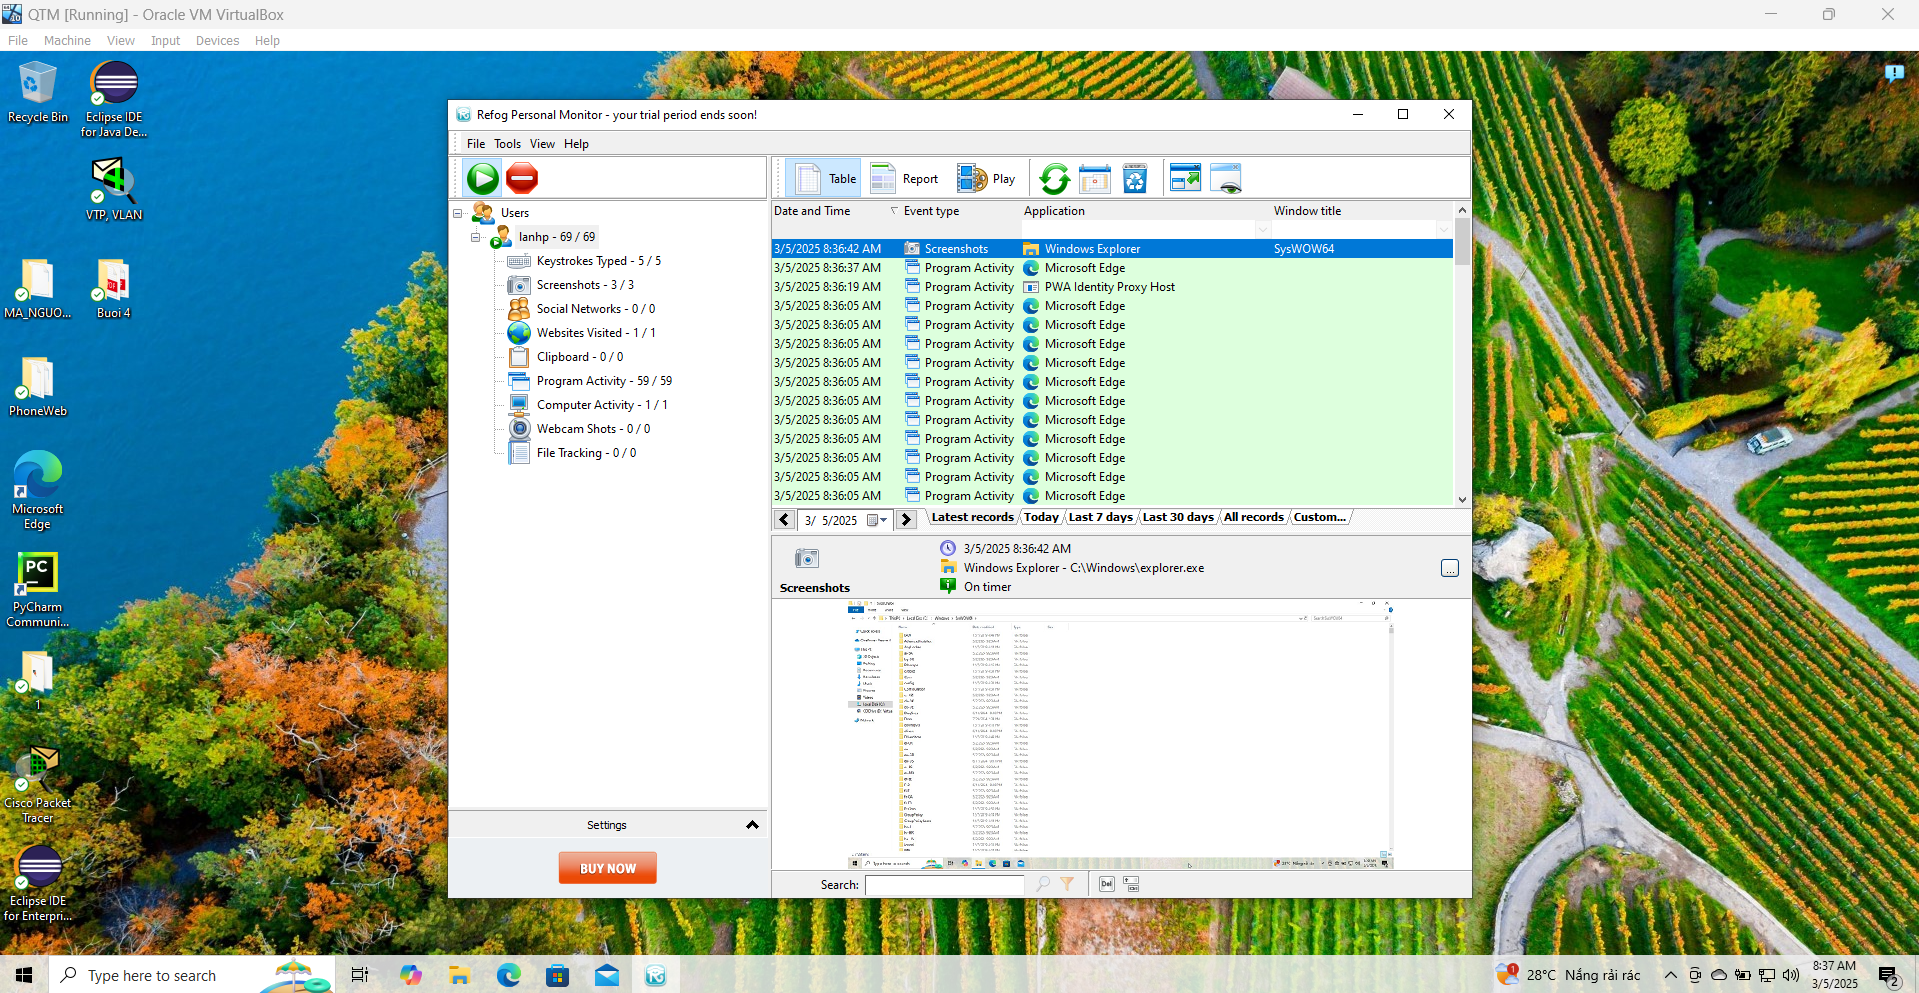 QTM [Running] - Oracle VM VirtualBox
File Machine View Input Devices Help
Recycle Bin
Eclipse IDE
for Java De...
VTP, VLAN
MA_NGUO...
Buoi 4
PhoneWeb
Microsoft
Edge
PyCharm
Communi...
1
Cisco Packet
Tracer
Eclipse IDE
for Enterpri...
Refog Personal Monitor - your trial period ends soon!
File Tools View Help
Users
lanhp - 69 / 69
Keystrokes Typed - 5 / 5
Screenshots - 3 / 3
Social Networks - 0 / 0
Websites Visited - 1 / 1
Clipboard - 0 / 0
Program Activity - 59 / 59
Computer Activity - 1 / 1
Webcam Shots - 0 / 0
File Tracking - 0 / 0
Settings
BUY NOW
Table Report Play
Date and Time Event type Application Window title
3/5/2025 8:36:42 AM Screenshots Windows Explorer SysWOW64
3/5/2025 8:36:37 AM Program Activity Microsoft Edge
3/5/2025 8:36:19 AM Program Activity PWA Identity Proxy Host
3/5/2025 8:36:05 AM Program Activity Microsoft Edge
3/5/2025 8:36:05 AM Program Activity Microsoft Edge
3/5/2025 8:36:05 AM Program Activity Microsoft Edge
3/5/2025 8:36:05 AM Program Activity Microsoft Edge
3/5/2025 8:36:05 AM Program Activity Microsoft Edge
3/5/2025 8:36:05 AM Program Activity Microsoft Edge
3/5/2025 8:36:05 AM Program Activity Microsoft Edge
3/5/2025 8:36:05 AM Program Activity Microsoft Edge
3/5/2025 8:36:05 AM Program Activity Microsoft Edge
3/5/2025 8:36:05 AM Program Activity Microsoft Edge
3/5/2025 8:36:05 AM Program Activity Microsoft Edge
3/ 5/2025 Latest records Today Last 7 days Last 30 days All records Custom...
Screenshots
3/5/2025 8:36:42 AM
Windows Explorer - C:\Windows\explorer.exe
On timer
...
Search:
Del
Type here to search
1
28°C Nắng rải rác
8:37 AM
3/5/2025
2